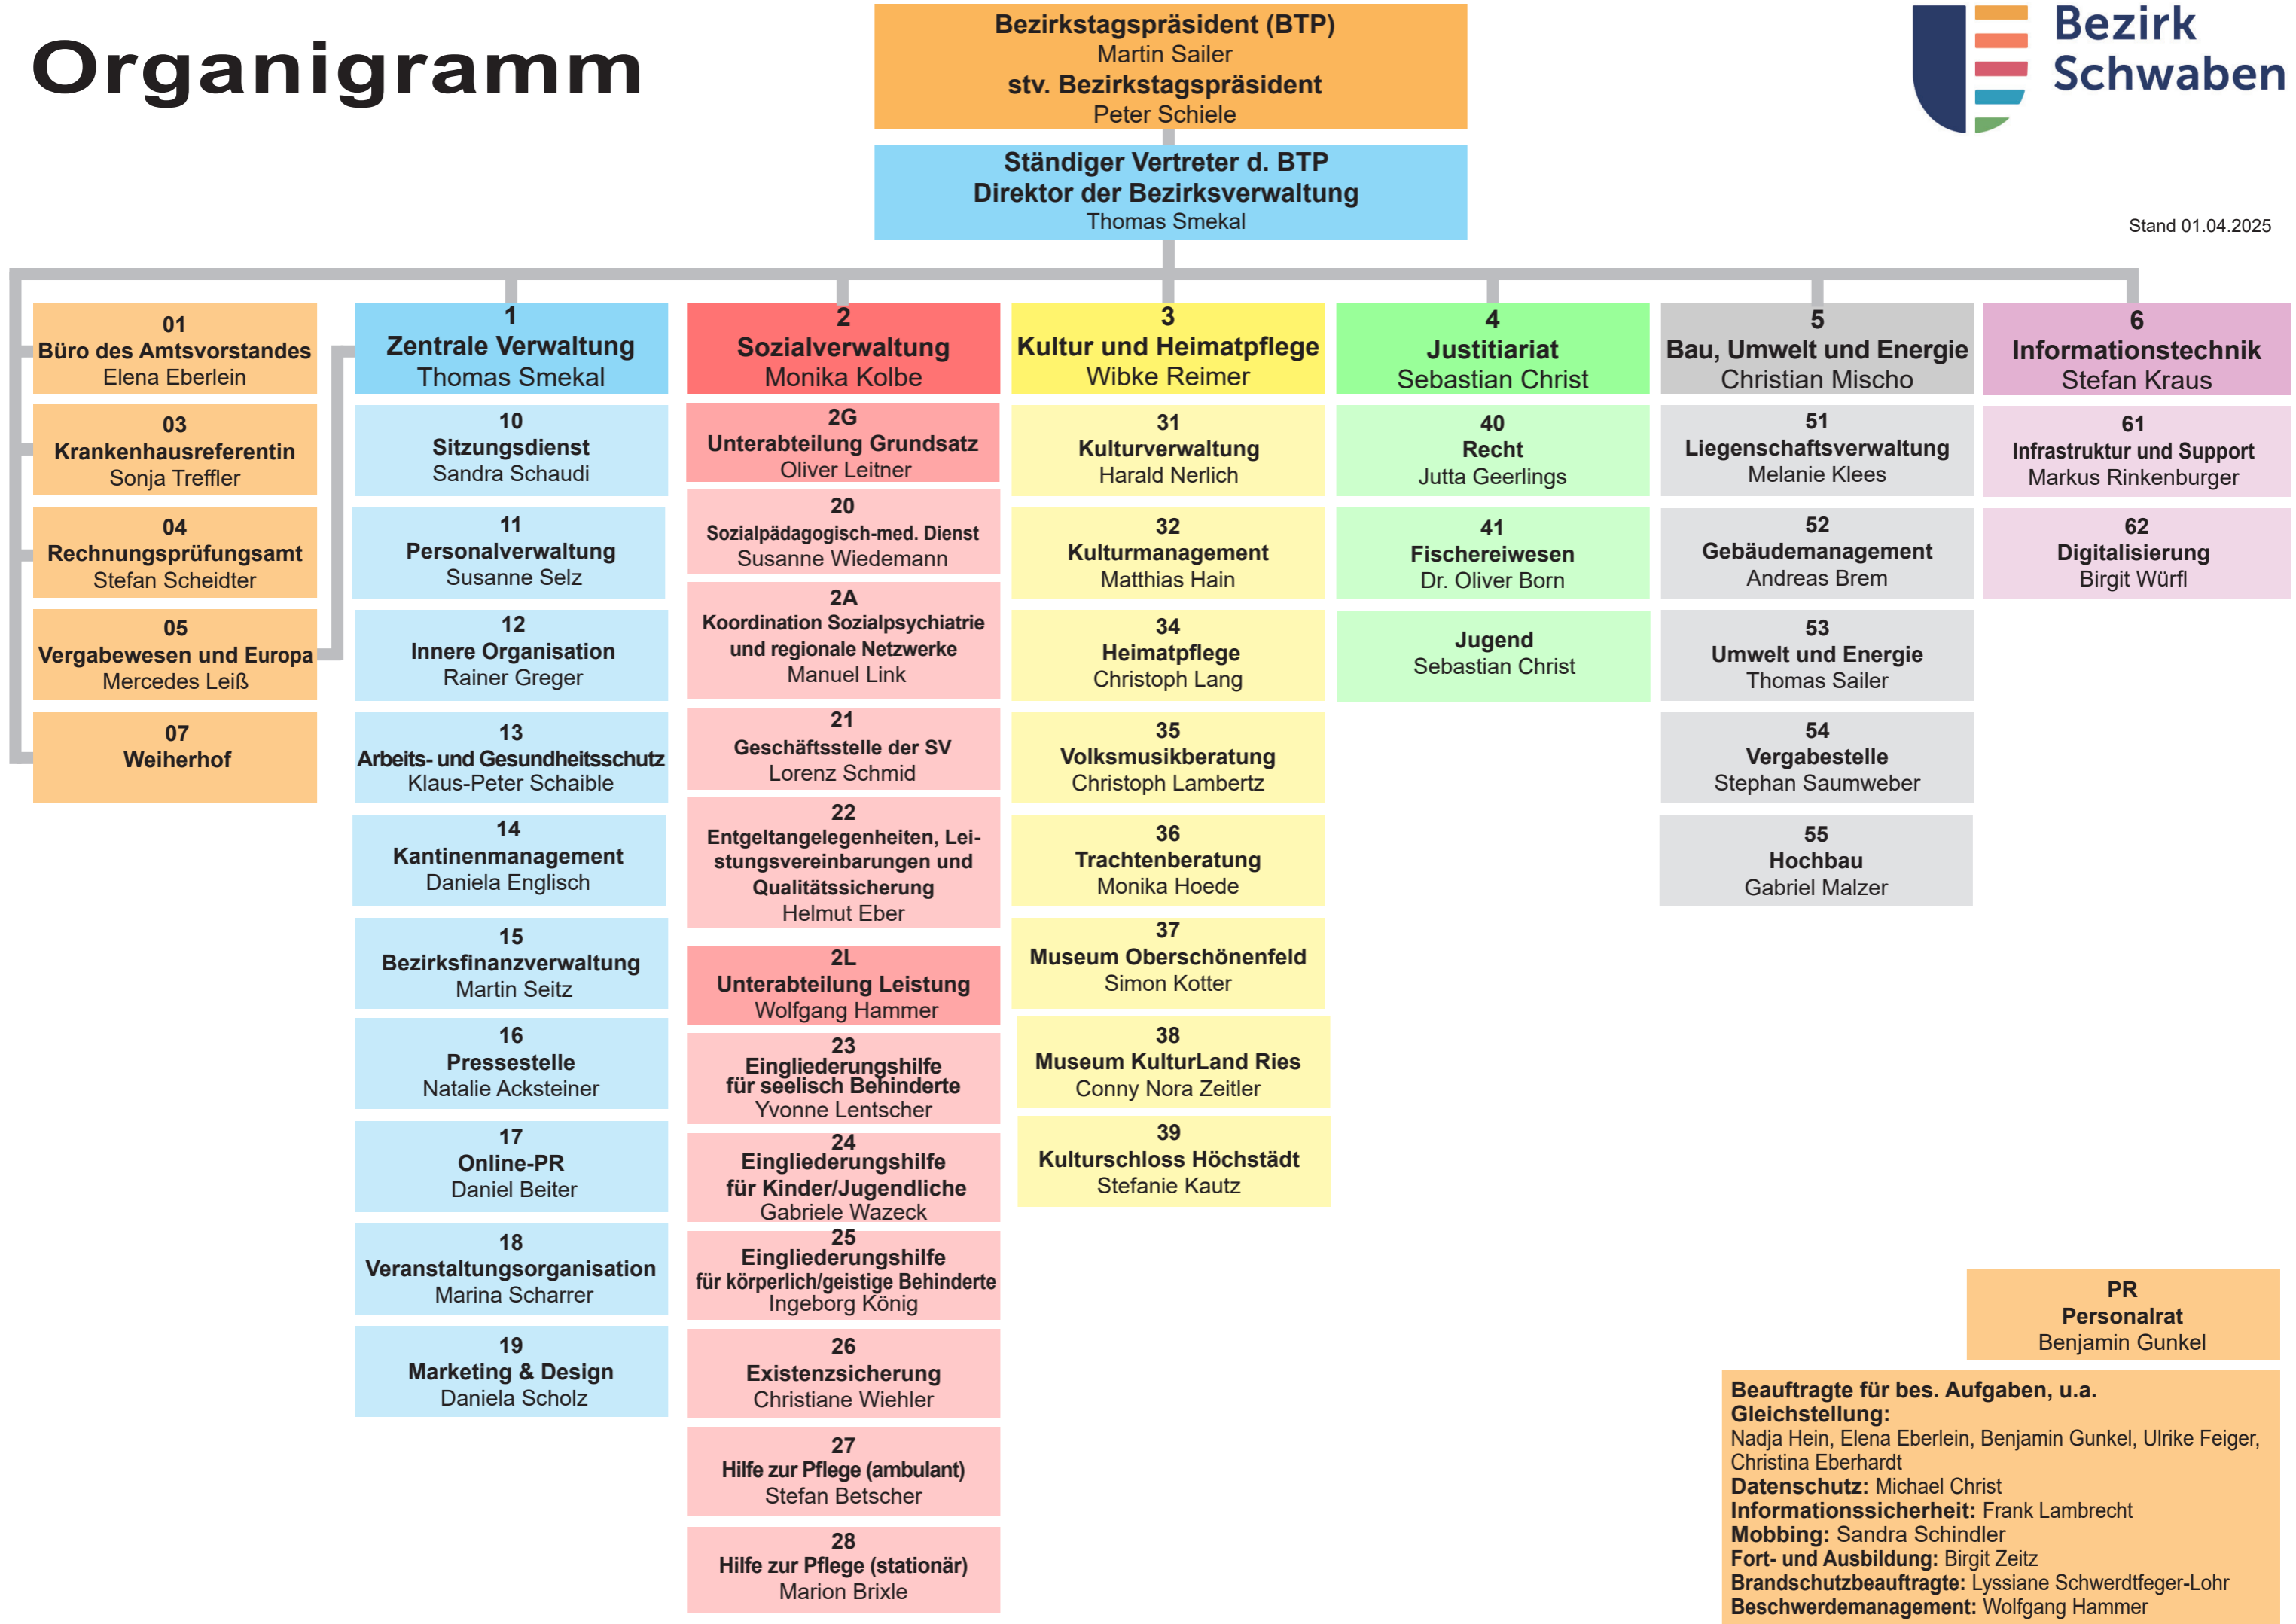 Organigramm
Bezirkstagspräsident (BTP)
Martin Sailer
stv. Bezirkstagspräsident
Peter Schiele
Ständiger Vertreter d. BTP
Direktor der Bezirksverwaltung
Thomas Smekal
Bezirk
Schwaben
Stand 01.04.2025
01
Büro des Amtsvorstandes
Elena Eberlein
03
Krankenhausreferentin
Sonja Treffler
04
Rechnungsprüfungsamt
Stefan Scheidter
05
Vergabewesen und Europa
Mercedes Leiß
07
Weiherhof
1
Zentrale Verwaltung
Thomas Smekal
10
Sitzungsdienst
Sandra Schaudi
11
Personalverwaltung
Susanne Selz
12
Innere Organisation
Rainer Greger
13
Arbeits- und Gesundheitsschutz
Klaus-Peter Schaible
14
Kantinenmanagement
Daniela Englisch
15
Bezirksfinanzverwaltung
Martin Seitz
16
Pressestelle
Natalie Acksteiner
17
Online-PR
Daniel Beiter
18
Veranstaltungsorganisation
Marina Scharrer
19
Marketing & Design
Daniela Scholz
2
Sozialverwaltung
Monika Kolbe
2G
Unterabteilung Grundsatz
Oliver Leitner
20
Sozialpädagogisch-med. Dienst
Susanne Wiedemann
2A
Koordination Sozialpsychiatrie
und regionale Netzwerke
Manuel Link
21
Geschäftsstelle der SV
Lorenz Schmid
22
Entgeltangelegenheiten, Lei-
stungsvereinbarungen und
Qualitätssicherung
Helmut Eber
2L
Unterabteilung Leistung
Wolfgang Hammer
23
Eingliederungshilfe
für seelisch Behinderte
Yvonne Lentscher
24
Eingliederungshilfe
für Kinder/Jugendliche
Gabriele Wazeck
25
Eingliederungshilfe
für körperlich/geistige Behinderte
Ingeborg König
26
Existenzsicherung
Christiane Wiehler
27
Hilfe zur Pflege (ambulant)
Stefan Betscher
28
Hilfe zur Pflege (stationär)
Marion Brixle
3
Kultur und Heimatpflege
Wibke Reimer
31
Kulturverwaltung
Harald Nerlich
32
Kulturmanagement
Matthias Hain
34
Heimatpflege
Christoph Lang
35
Volksmusikberatung
Christoph Lambertz
36
Trachtenberatung
Monika Hoede
37
Museum Oberschönenfeld
Simon Kotter
38
Museum KulturLand Ries
Conny Nora Zeitler
39
Kulturschloss Höchstädt
Stefanie Kautz
4
Justitiariat
Sebastian Christ
40
Recht
Jutta Geerlings
41
Fischereiwesen
Dr. Oliver Born
Jugend
Sebastian Christ
5
Bau, Umwelt und Energie
Christian Mischo
51
Liegenschaftsverwaltung
Melanie Klees
52
Gebäudemanagement
Andreas Brem
53
Umwelt und Energie
Thomas Sailer
54
Vergabestelle
Stephan Saumweber
55
Hochbau
Gabriel Malzer
6
Informationstechnik
Stefan Kraus
61
Infrastruktur und Support
Markus Rinkenburger
62
Digitalisierung
Birgit Würfl
PR
Personalrat
Benjamin Gunkel
Beauftragte für bes. Aufgaben, u.a.
Gleichstellung:
Nadja Hein, Elena Eberlein, Benjamin Gunkel, Ulrike Feiger,
Christina Eberhardt
Datenschutz: Michael Christ
Informationssicherheit: Frank Lambrecht
Mobbing: Sandra Schindler
Fort- und Ausbildung: Birgit Zeitz
Brandschutzbeauftragte: Lyssiane Schwerdtfeger-Lohr
Beschwerdemanagement: Wolfgang Hammer